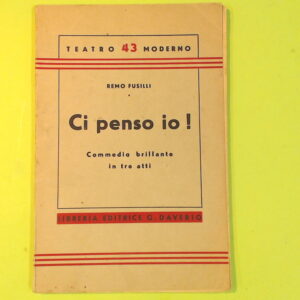 TEATRO 43 MODERNO
REMO FUSILLI
Ci penso io !
Commedia brillante
in tre atti
LIBRERIA EDITRICE G. DAVERIO